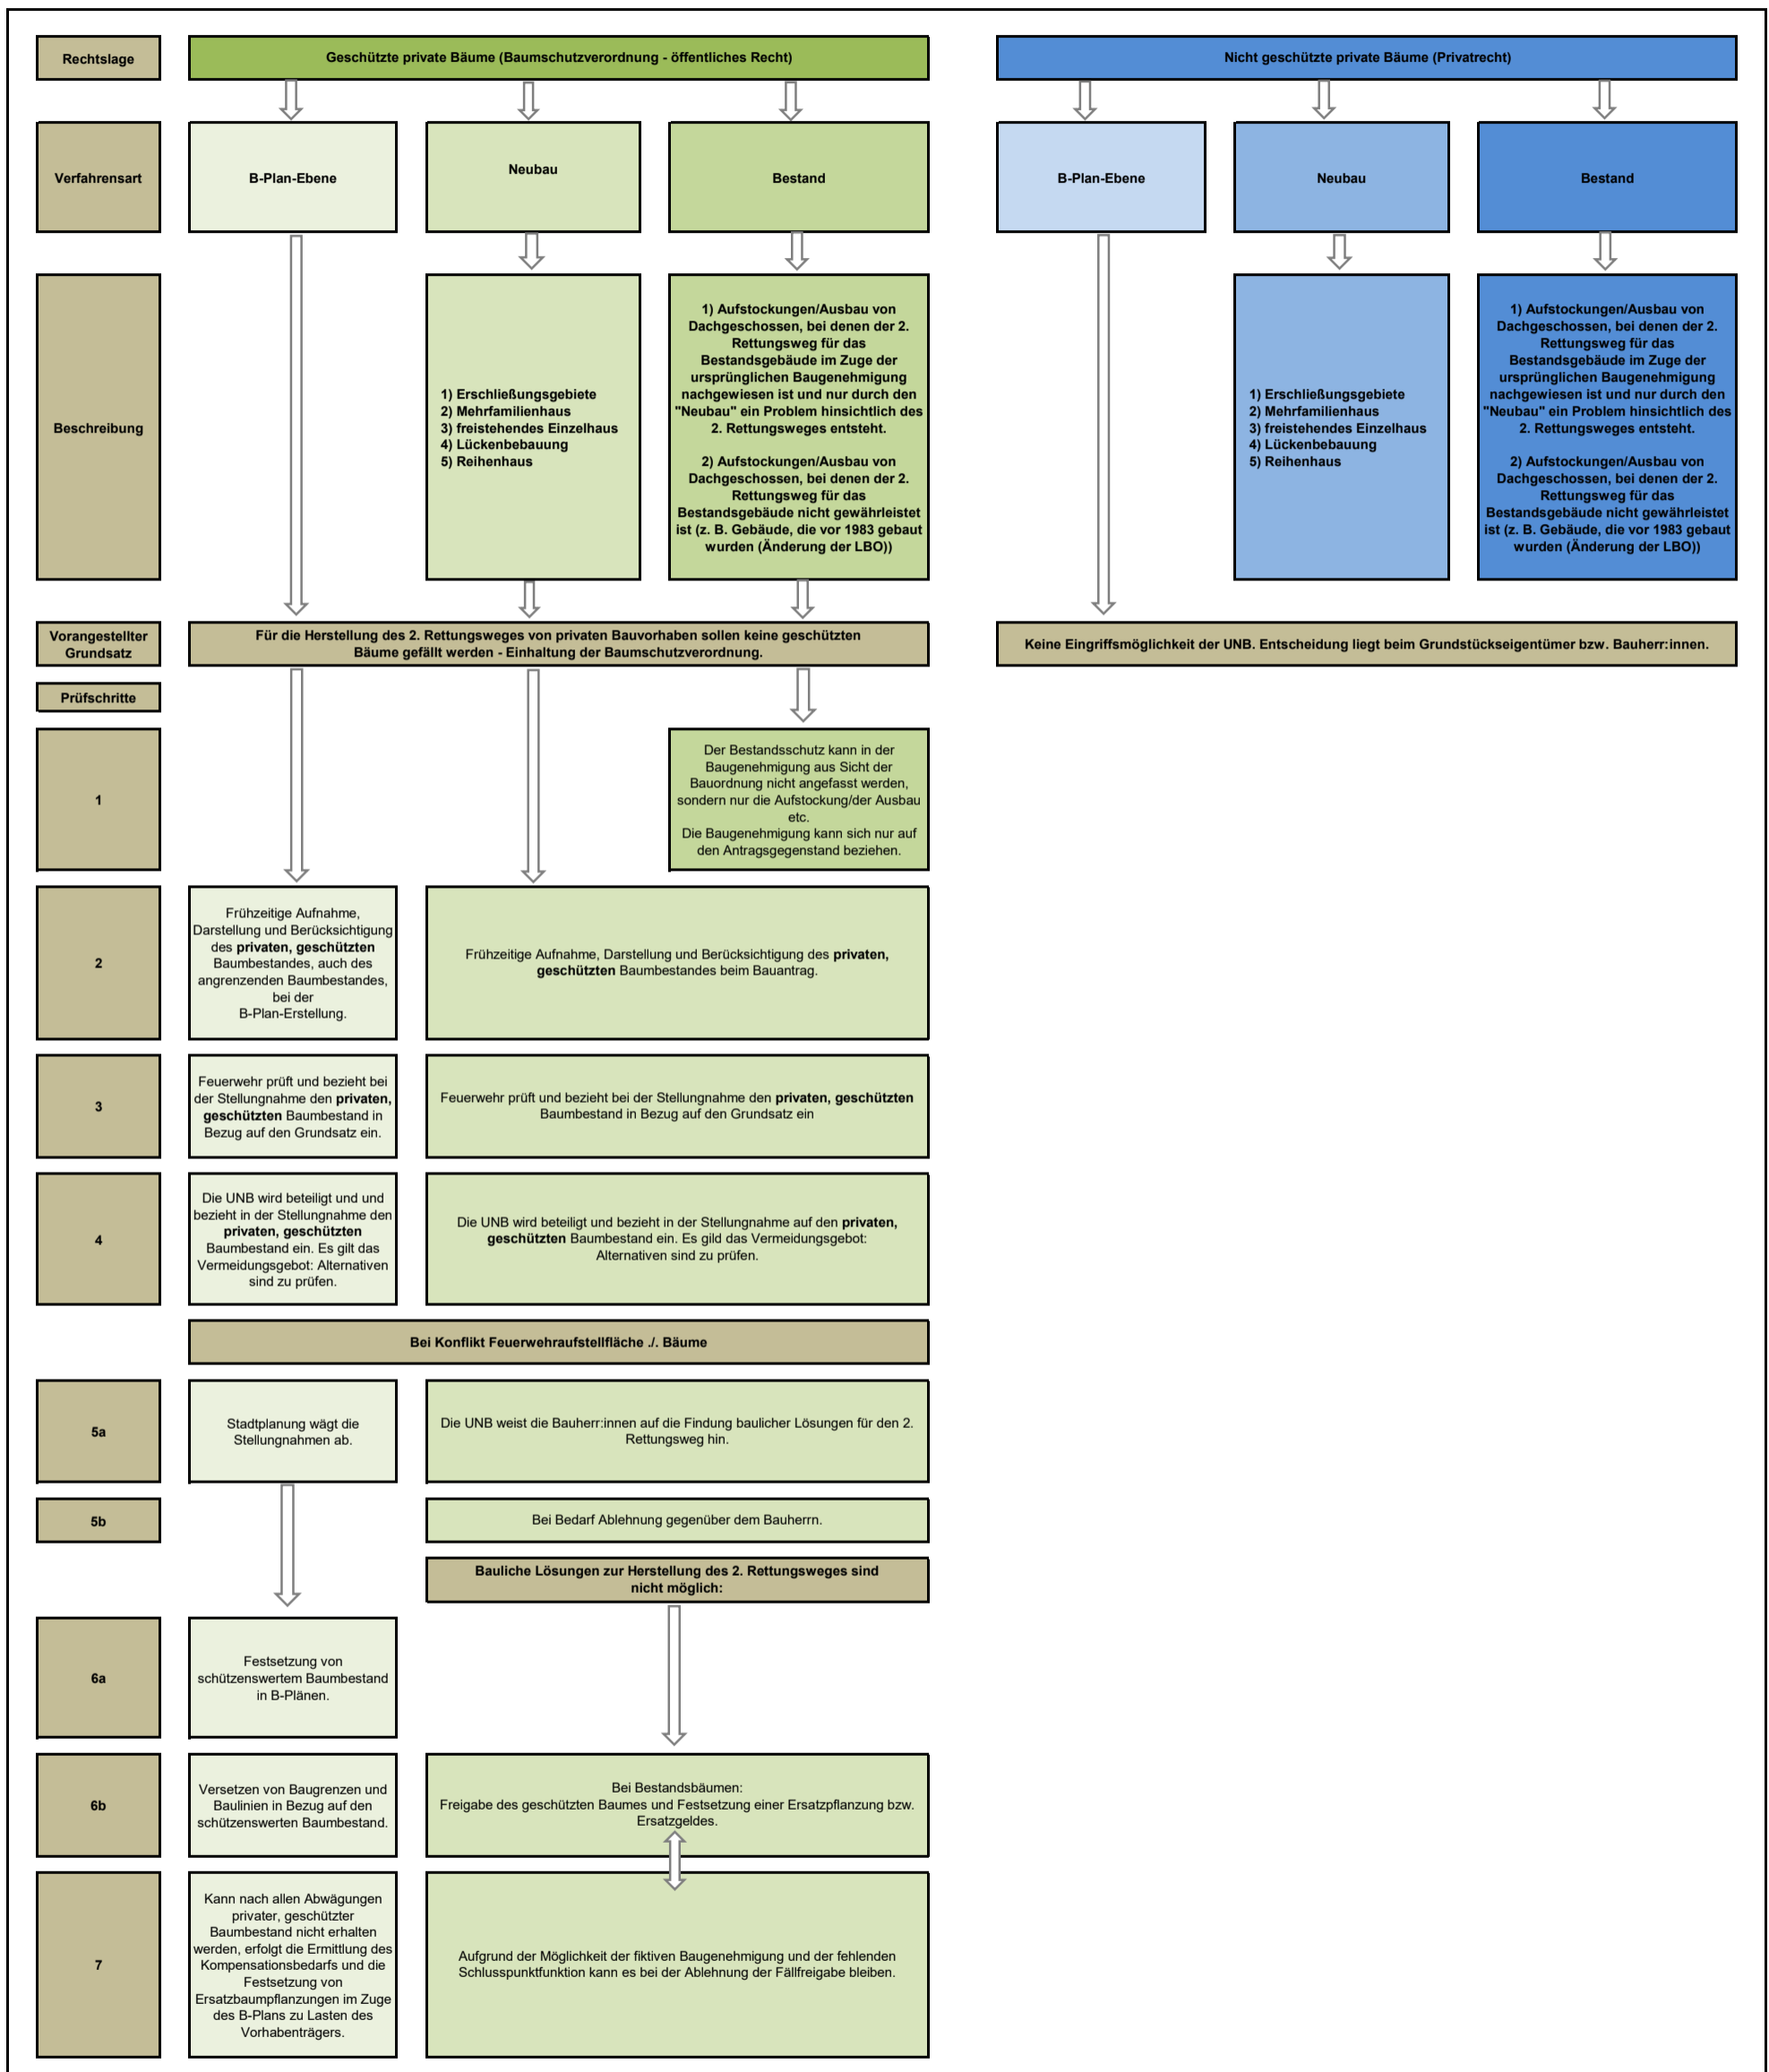 Rechtslage
Geschützte private Bäume (Baumschutzverordnung - öffentliches Recht)
Nicht geschützte private Bäume (Privatrecht)
Verfahrensart
B-Plan-Ebene
Neubau
Bestand
B-Plan-Ebene
Neubau
Bestand
Beschreibung
1) Erschließungsgebiete
2) Mehrfamilienhaus
3) freistehendes Einzelhaus
4) Lückenbebauung
5) Reihenhaus
1) Aufstockungen/Ausbau von
Dachgeschossen, bei denen der 2.
Rettungsweg für das
Bestandsgebäude im Zuge der
ursprünglichen Baugenehmigung
nachgewiesen ist und nur durch den
"Neubau" ein Problem hinsichtlich des
2. Rettungsweges entsteht.
2) Aufstockungen/Ausbau von
Dachgeschossen, bei denen der 2.
Rettungsweg für das
Bestandsgebäude nicht gewährleistet
ist (z. B. Gebäude, die vor 1983 gebaut
wurden (Änderung der LBO))
1) Erschließungsgebiete
2) Mehrfamilienhaus
3) freistehendes Einzelhaus
4) Lückenbebauung
5) Reihenhaus
1) Aufstockungen/Ausbau von
Dachgeschossen, bei denen der 2.
Rettungsweg für das
Bestandsgebäude im Zuge der
ursprünglichen Baugenehmigung
nachgewiesen ist und nur durch den
"Neubau" ein Problem hinsichtlich des
2. Rettungsweges entsteht.
2) Aufstockungen/Ausbau von
Dachgeschossen, bei denen der 2.
Rettungsweg für das
Bestandsgebäude nicht gewährleistet
ist (z. B. Gebäude, die vor 1983 gebaut
wurden (Änderung der LBO))
Vorangestellter
Grundsatz
Für die Herstellung des 2. Rettungsweges von privaten Bauvorhaben sollen keine geschützten
Bäume gefällt werden - Einhaltung der Baumschutzverordnung.
Keine Eingriffsmöglichkeit der UNB. Entscheidung liegt beim Grundstückseigentümer bzw. Bauherr:innen.
Prüfschritte
1
Der Bestandsschutz kann in der
Baugenehmigung aus Sicht der
Bauordnung nicht angefasst werden,
sondern nur die Aufstockung/der Ausbau
etc.
Die Baugenehmigung kann sich nur auf
den Antragsgegenstand beziehen.
2
Frühzeitige Aufnahme,
Darstellung und Berücksichtigung
des privaten, geschützten
Baumbestandes, auch des
angrenzenden Baumbestandes,
bei der
B-Plan-Erstellung.
Frühzeitige Aufnahme, Darstellung und Berücksichtigung des privaten,
geschützten Baumbestandes beim Bauantrag.
3
Feuerwehr prüft und bezieht bei
der Stellungnahme den privaten,
geschützten Baumbestand in
Bezug auf den Grundsatz ein.
Feuerwehr prüft und bezieht bei der Stellungnahme den privaten, geschützten
Baumbestand in Bezug auf den Grundsatz ein
4
Die UNB wird beteiligt und und
bezieht in der Stellungnahme den
privaten, geschützten
Baumbestand ein. Es gilt das
Vermeidungsgebot: Alternativen
sind zu prüfen.
Die UNB wird beteiligt und bezieht in der Stellungnahme auf den privaten,
geschützten Baumbestand ein. Es gild das Vermeidungsgebot:
Alternativen sind zu prüfen.
Bei Konflikt Feuerwehraufstellfläche ./. Bäume
5a
Stadtplanung wägt die
Stellungnahmen ab.
Die UNB weist die Bauherr:innen auf die Findung baulicher Lösungen für den 2.
Rettungsweg hin.
5b
Bei Bedarf Ablehnung gegenüber dem Bauherrn.
Bauliche Lösungen zur Herstellung des 2. Rettungsweges sind
nicht möglich:
6a
Festsetzung von
schützenswertem Baumbestand
in B-Plänen.
6b
Versetzen von Baugrenzen und
Baulinien in Bezug auf den
schützenswerten Baumbestand.
Bei Bestandsbäumen:
Freigabe des geschützten Baumes und Festsetzung einer Ersatzpflanzung bzw.
Ersatzgeldes.
7
Kann nach allen Abwägungen
privater, geschützter
Baumbestand nicht erhalten
werden, erfolgt die Ermittlung des
Kompensationsbedarfs und die
Festsetzung von
Ersatzbaumpflanzungen im Zuge
des B-Plans zu Lasten des
Vorhabenträgers.
Aufgrund der Möglichkeit der fiktiven Baugenehmigung und der fehlenden
Schlusspunktfunktion kann es bei der Ablehnung der Fällfreigabe bleiben.